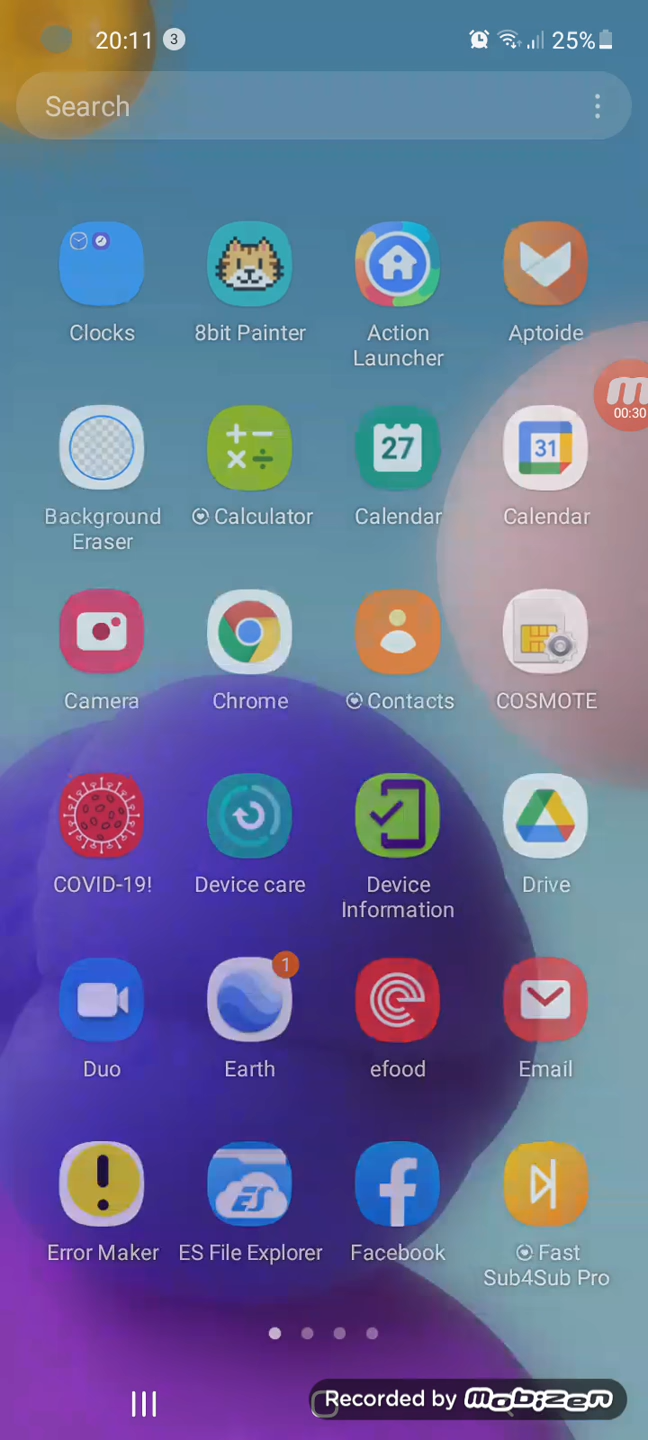 20:11 3 25%
Search
Clocks 8bit Painter Action Launcher Aptoide
00:30
27 31
Background Eraser Calculator Calendar Calendar
Camera Chrome Contacts COSMOTE
COVID-19! Device care Device Information Drive
1
Duo Earth efood Email
ES
Error Maker ES File Explorer Facebook Fast Sub4Sub Pro
Recorded by mobizen